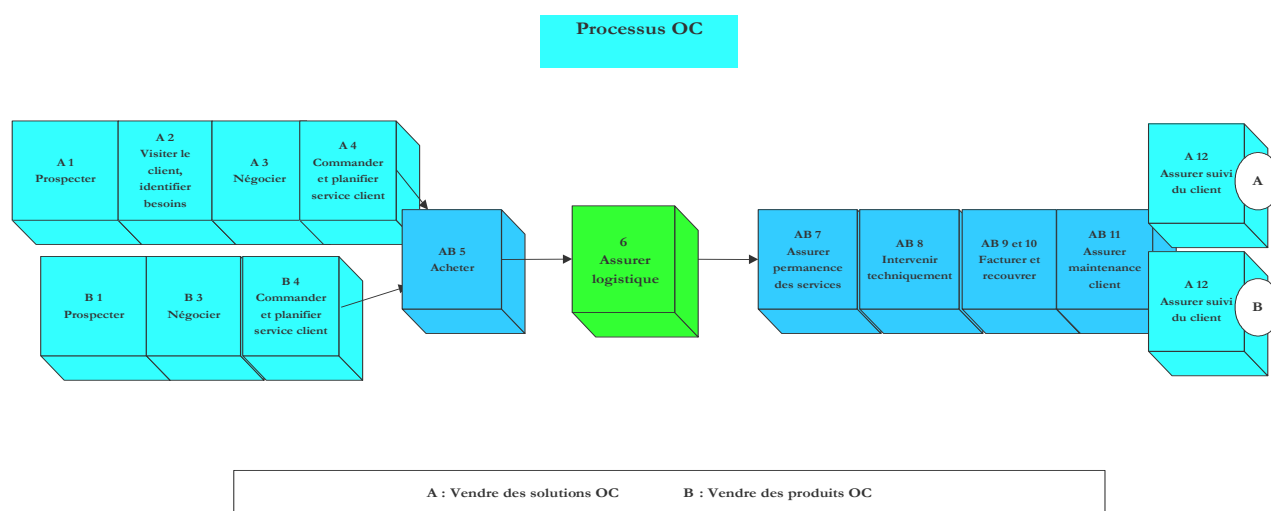 Processus OC
A 1
Prospecter
A 2
Visiter le
client,
identifier
besoins
A 3
Négocier
A 4
Commander
et planifier
service client
B 1
Prospecter
B 3
Négocier
B 4
Commander
et planifier
service client
AB 5
Acheter
6
Assurer
logistique
AB 7
Assurer
permanence
des services
AB 8
Intervenir
techniquement
AB 9 et 10
Facturer et
recouvrer
AB 11
Assurer
maintenance
client
A 12
Assurer suivi
du client
A
A 12
Assurer suivi
du client
B
A : Vendre des solutions OC B : Vendre des produits OC